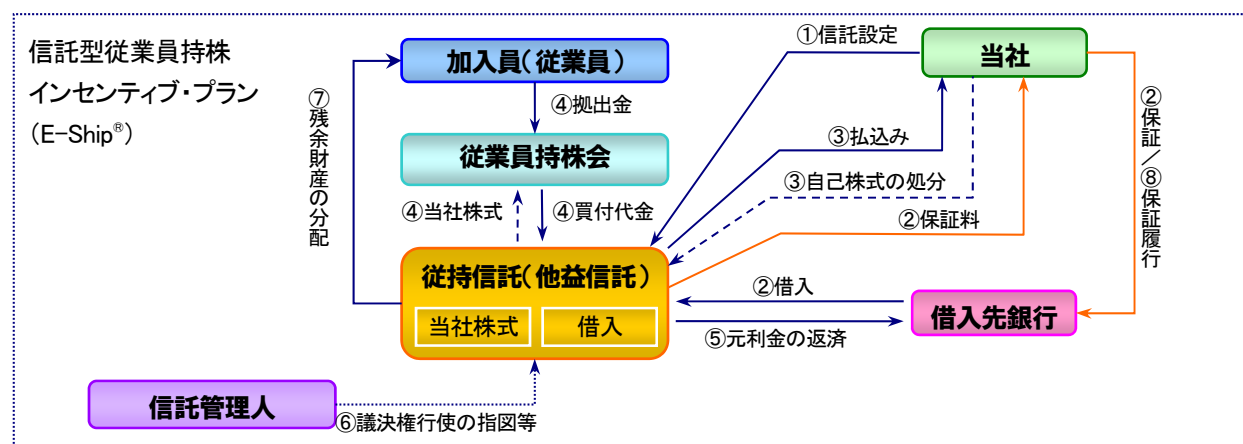 信託型従業員持株
インセンティブ・プラン
(E-Ship®)
加入員(従業員)
①信託設定
当社
④拠出金
⑦残余財産の分配
従業員持株会
③払込み
②保証/⑧保証履行
③自己株式の処分
④当社株式
④買付代金
②保証料
従持信託(他益信託)
②借入
当社株式
借入
借入先銀行
⑤元利金の返済
信託管理人
⑥議決権行使の指図等